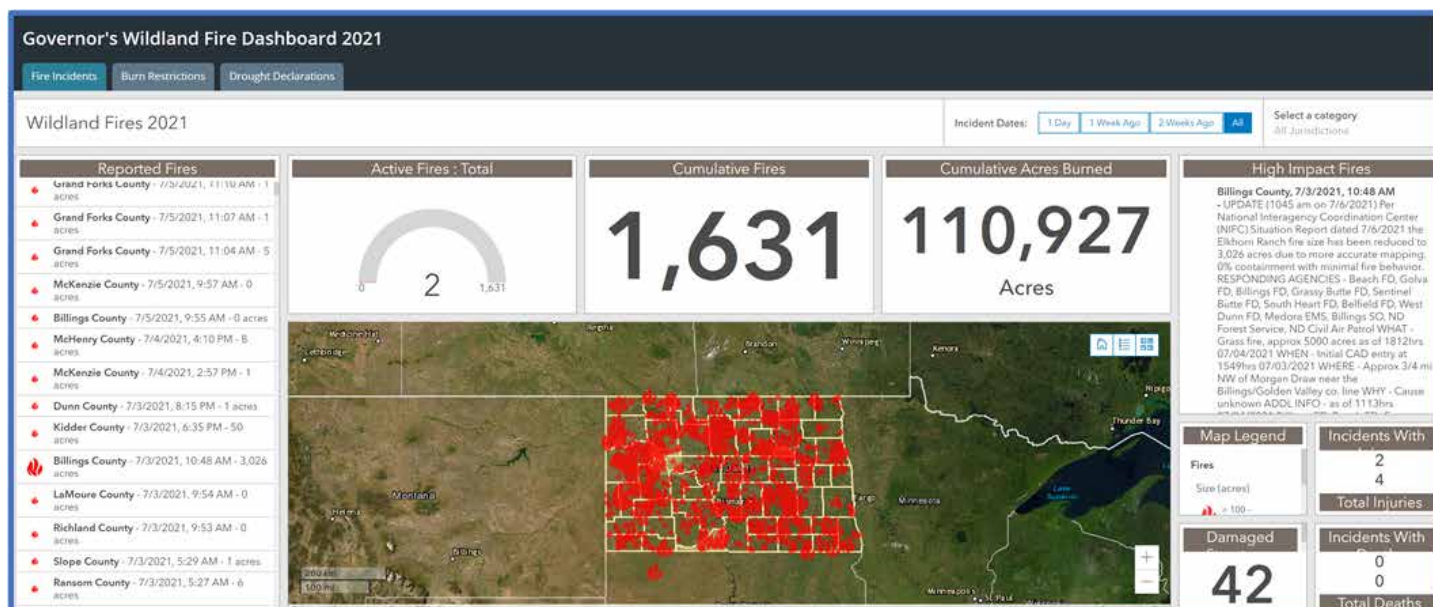 Governor's Wildland Fire Dashboard 2021
Fire Incidents
Burn Restrictions
Drought Declarations
Wildland Fires 2021
Incident Dates:
1 Day
1 Week Ago
2 Weeks Ago
All
Select a category
All Jurisdictions
Reported Fires
Grand Forks County - 7/5/2021, 11:10 AM - 1
acres
Grand Forks County - 7/5/2021, 11:07 AM - 1
acres
Grand Forks County - 7/5/2021, 11:04 AM - 5
acres
McKenzie County - 7/5/2021, 9:57 AM - 0
acres
Billings County - 7/5/2021, 9:55 AM - 0 acres
McHenry County - 7/4/2021, 4:10 PM - 8
acres
McKenzie County - 7/4/2021, 2:57 PM - 1
acres
Dunn County - 7/3/2021, 8:15 PM - 1 acres
Kidder County - 7/3/2021, 6:35 PM - 50
acres
Billings County - 7/3/2021, 10:48 AM - 3,026
acres
LaMoure County - 7/3/2021, 9:54 AM - 0
acres
Richland County - 7/3/2021, 9:53 AM - 0
acres
Slope County - 7/3/2021, 5:29 AM - 1 acres
Ransom County - 7/3/2021, 5:27 AM - 6
acres
Active Fires : Total
0
2
1,631
Cumulative Fires
1,631
Cumulative Acres Burned
110,927
Acres
Medicine Hat
Lethbridge
Regina
Brandon
Winnipeg
Kenora
Nipigo
Thunder Bay
Lake
Superior
Montana
Helena
Billings
Fargo
Minnesota
Minneapolis
St. Paul
200 km
100 mi
+
−
High Impact Fires
Billings County, 7/3/2021, 10:48 AM
- UPDATE (1045 am on 7/6/2021) Per
National Interagency Coordination Center
(NIFC) Situation Report dated 7/6/2021 the
Elkhorn Ranch fire size has been reduced to
3,026 acres due to more accurate mapping.
0% containment with minimal fire behavior.
RESPONDING AGENCIES - Beach FD, Golva
FD, Billings FD, Grassy Butte FD, Sentinel
Butte FD, South Heart FD, Belfield FD, West
Dunn FD, Medora EMS, Billings SO, ND
Forest Service, ND Civil Air Patrol WHAT -
Grass fire, approx 5000 acres as of 1812hrs
07/04/2021 WHEN - Initial CAD entry at
1549hrs 07/03/2021 WHERE - Approx 3/4 mi
NW of Morgan Draw near the
Billings/Golden Valley co. line WHY - Cause
unknown ADDL INFO - as of 1113hrs
Map Legend
Fires
Size (acres)
> 100 -
Incidents With
2
4
Total Injuries
Damaged
42
Incidents With
0
0
Total Deaths